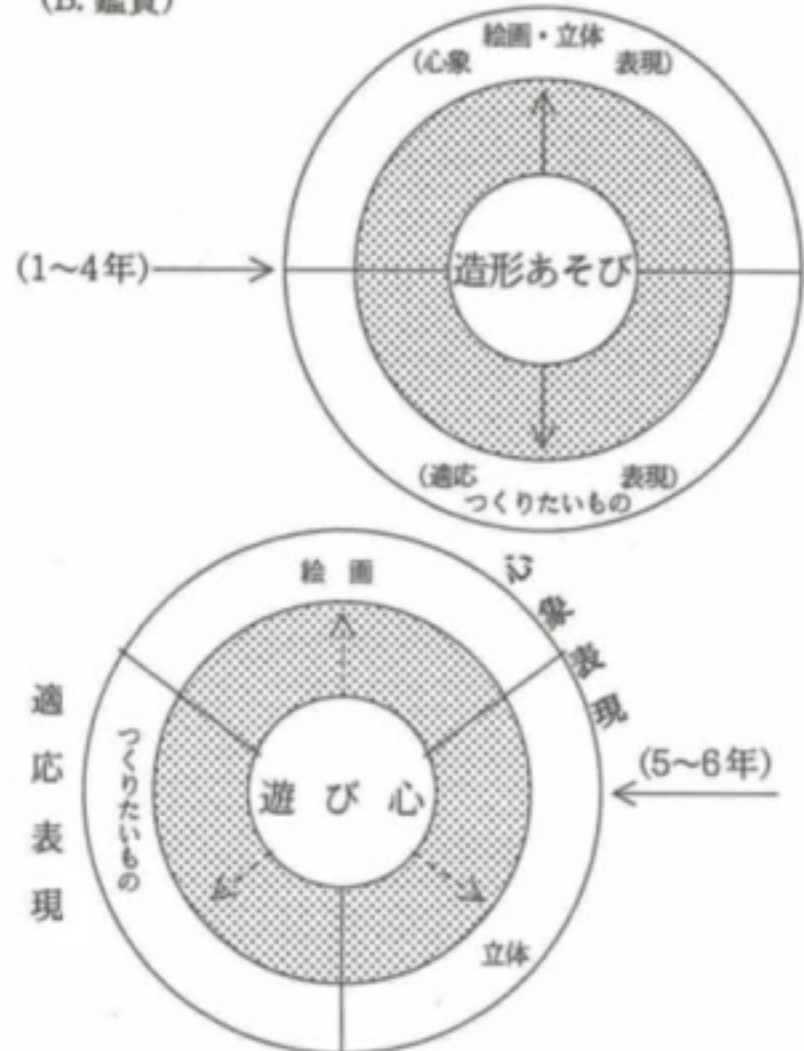 (B. 鑑賞)
絵画・立体
(心象 表現)
(1~4年)
造形あそび
(適応 表現)
つくりたいもの
絵画
心象表現
適応表現
つくりたいもの
遊び心
(5~6年)
立体